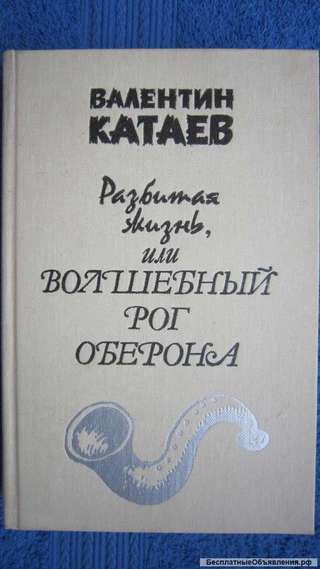 ВАЛЕНТИН
КАТАЕВ
Разбитая
жизнь,
или
ВОЛШЕБНЫЙ
РОГ
ОБЕРОНА
БесплатныеОбъявления.рф